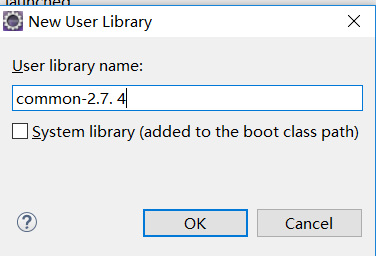 launched
New User Library
User library name:
common-2.7. 4
System library (added to the boot class path)
?
OK
Cancel